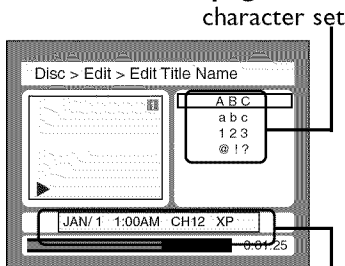 character set
Disc > Edit > Edit Title Name
A B C
a b c
1 2 3
@ ! ?
JAN/ 1 1:00AM CH12 XP
0:01:25